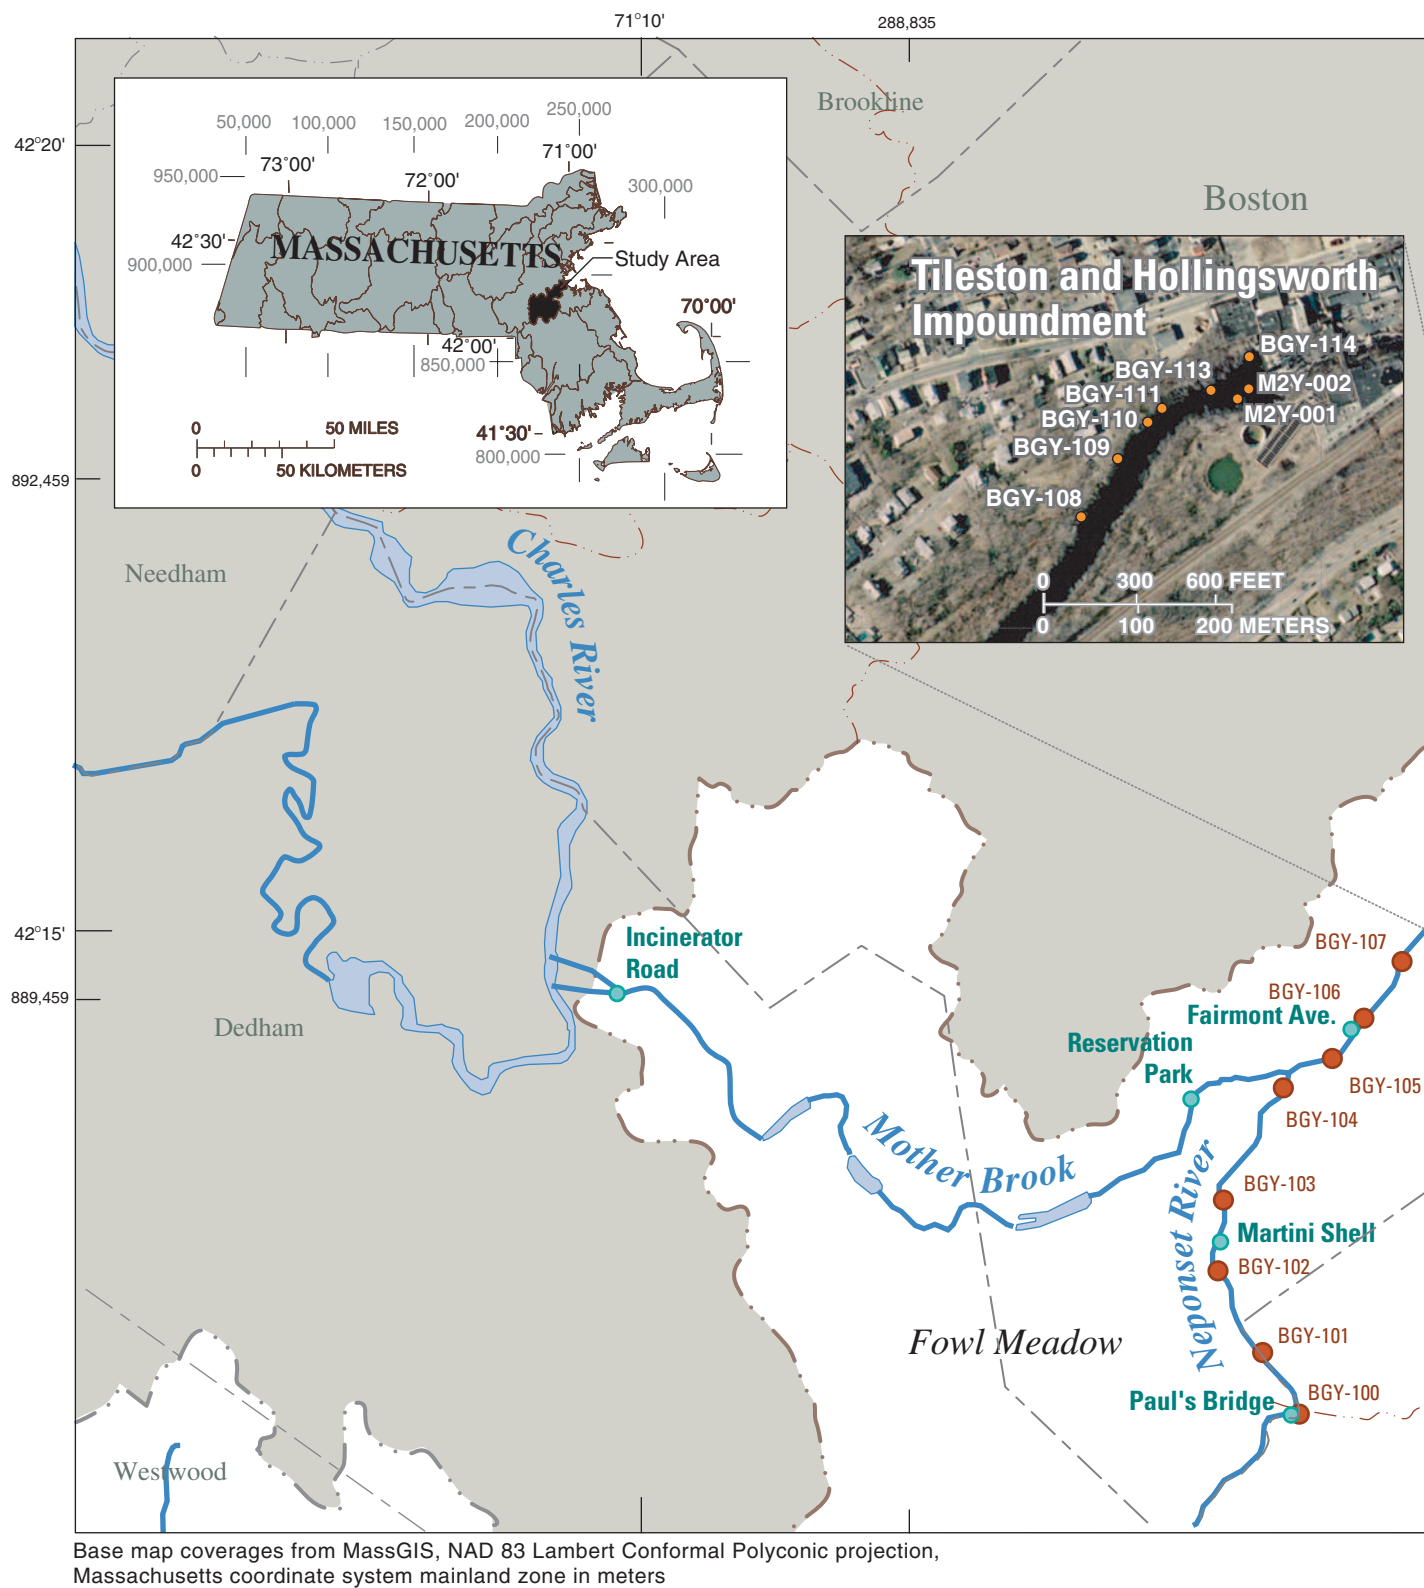 71°10'
288,835
Brookline
42°20'
Boston
250,000
50,000
100,000
150,000
200,000
73°00'
72°00'
71°00'
950,000
300,000
42°30'
MASSACHUSETTS
900,000
Study Area
70°00'
42°00'
850,000
41°30'
800,000
0 50 MILES
0 50 KILOMETERS
Tileston and Hollingsworth
Impoundment
BGY-114
BGY-113
M2Y-002
BGY-111
M2Y-001
BGY-110
BGY-109
BGY-108
0 300 600 FEET
0 100 200 METERS
892,459
Needham
Charles River
42°15'
889,459
Dedham
Incinerator
Road
BGY-107
BGY-106
Fairmont Ave.
Reservation
Park
BGY-105
BGY-104
Mother Brook
BGY-103
Neponset River
Martini Shell
BGY-102
Fowl Meadow
BGY-101
BGY-100
Paul's Bridge
Westwood
Base map coverages from MassGIS, NAD 83 Lambert Conformal Polyconic projection,
Massachusetts coordinate system mainland zone in meters